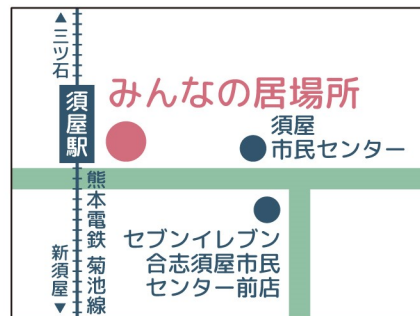 ▲三ツ石
須屋駅
みんなの居場所
須屋
市民センター
熊本電鉄 菊池線
新須屋▼
セブンイレブン
合志須屋市民
センター前店